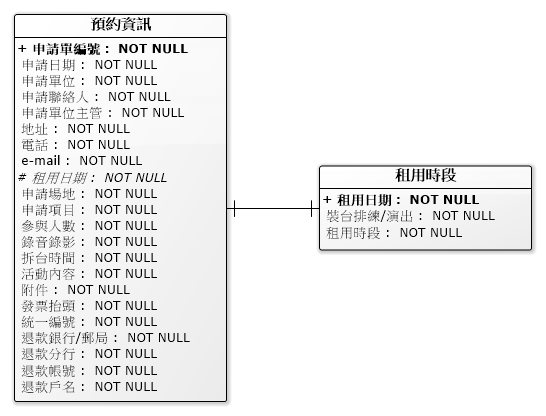 預約資訊
+ 申請單編號： NOT NULL
申請日期： NOT NULL
申請單位： NOT NULL
申請聯絡人： NOT NULL
申請單位主管： NOT NULL
地址： NOT NULL
電話： NOT NULL
e-mail： NOT NULL
# 租用日期： NOT NULL
申請場地： NOT NULL
申請項目： NOT NULL
參與人數： NOT NULL
錄音錄影： NOT NULL
拆台時間： NOT NULL
活動內容： NOT NULL
附件： NOT NULL
發票抬頭： NOT NULL
統一編號： NOT NULL
退款銀行/郵局： NOT NULL
退款分行： NOT NULL
退款帳號： NOT NULL
退款戶名： NOT NULL
租用時段
+ 租用日期： NOT NULL
裝台排練/演出： NOT NULL
租用時段： NOT NULL